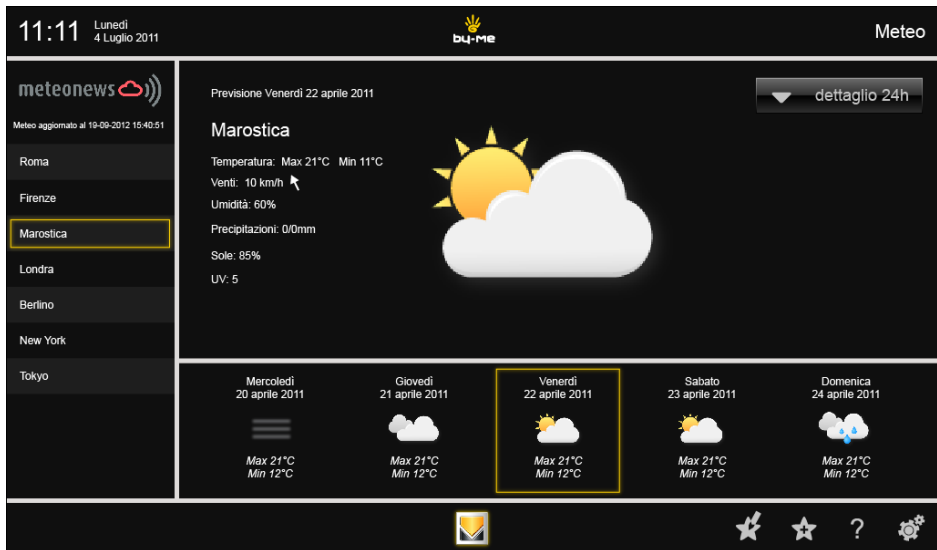 11:11
Lunedì
4 Luglio 2011
by-me
Meteo
meteonews
Meteo aggiornato al 19-09-2012 15:40:51
Roma
Firenze
Marostica
Londra
Berlino
New York
Tokyo
Previsione Venerdì 22 aprile 2011
dettaglio 24h
Marostica
Temperatura: Max 21°C Min 11°C
Venti: 10 km/h
Umidità: 60%
Precipitazioni: 0/0mm
Sole: 85%
UV: 5
Mercoledì
20 aprile 2011
Max 21°C
Min 12°C
Giovedì
21 aprile 2011
Max 21°C
Min 12°C
Venerdì
22 aprile 2011
Max 21°C
Min 12°C
Sabato
23 aprile 2011
Max 21°C
Min 12°C
Domenica
24 aprile 2011
Max 21°C
Min 12°C
?